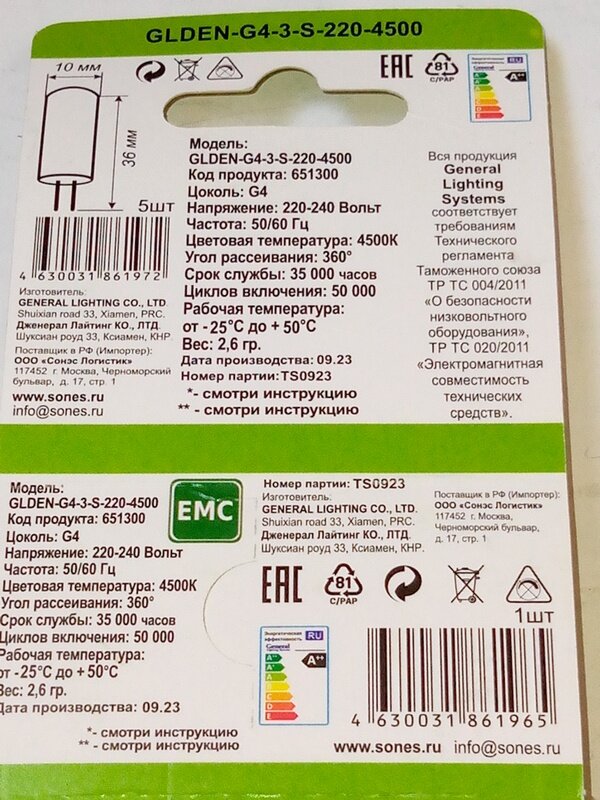 GLDEN-G4-3-S-220-4500
10 мм
36 мм
5шт
4 630031 861972
Изготовитель:
GENERAL LIGHTING CO., LTD.
Shuixian road 33, Xiamen, PRC.
Дженерал Лайтинг КО., ЛТД.
Шуксиан роуд 33, Ксиамен, КНР.
Поставщик в РФ (Импортер):
ООО «Сонэс Логистик»
117452 г. Москва, Черноморский
бульвар, д. 17, стр. 1
www.sones.ru
info@sones.ru
Модель:
GLDEN-G4-3-S-220-4500
Код продукта: 651300
Цоколь: G4
Напряжение: 220-240 Вольт
Частота: 50/60 Гц
Цветовая температура: 4500К
Угол рассеивания: 360°
Срок службы: 35 000 часов
Циклов включения: 50 000
Рабочая температура:
от -25°С до +50°С
Вес: 2,6 гр.
Дата производства: 09.23
Номер партии: TS0923
*- смотри инструкцию
** - смотри инструкцию
EAC
81
C/PAP
RU
General
A++
Вся продукция
General
Lighting
Systems
соответствует
требованиям
Технического
регламента
Таможенного союза
ТР ТС 004/2011
«О безопасности
низковольтного
оборудования»,
ТР ТС 020/2011
«Электромагнитная
совместимость
технических
средств».
Модель:
GLDEN-G4-3-S-220-4500
Код продукта: 651300
Цоколь: G4
Напряжение: 220-240 Вольт
Частота: 50/60 Гц
Цветовая температура: 4500К
Угол рассеивания: 360°
Срок службы: 35 000 часов
Циклов включения: 50 000
Рабочая температура:
от -25°С до +50°С
Вес: 2,6 гр.
Дата производства: 09.23
*- смотри инструкцию
** - смотри инструкцию
EMC
Номер партии: TS0923
Изготовитель:
GENERAL LIGHTING CO., LTD.
Shuixian road 33, Xiamen, PRC.
Дженерал Лайтинг КО., ЛТД.
Шуксиан роуд 33, Ксиамен, КНР.
Поставщик в РФ (Импортер):
ООО «Сонэс Логистик»
117452 г. Москва,
Черноморский бульвар,
д. 17, стр. 1
EAC
81
C/PAP
1шт
Энергетическая
эффективность
RU
General
A++
4 630031 861965
www.sones.ru info@sones.ru